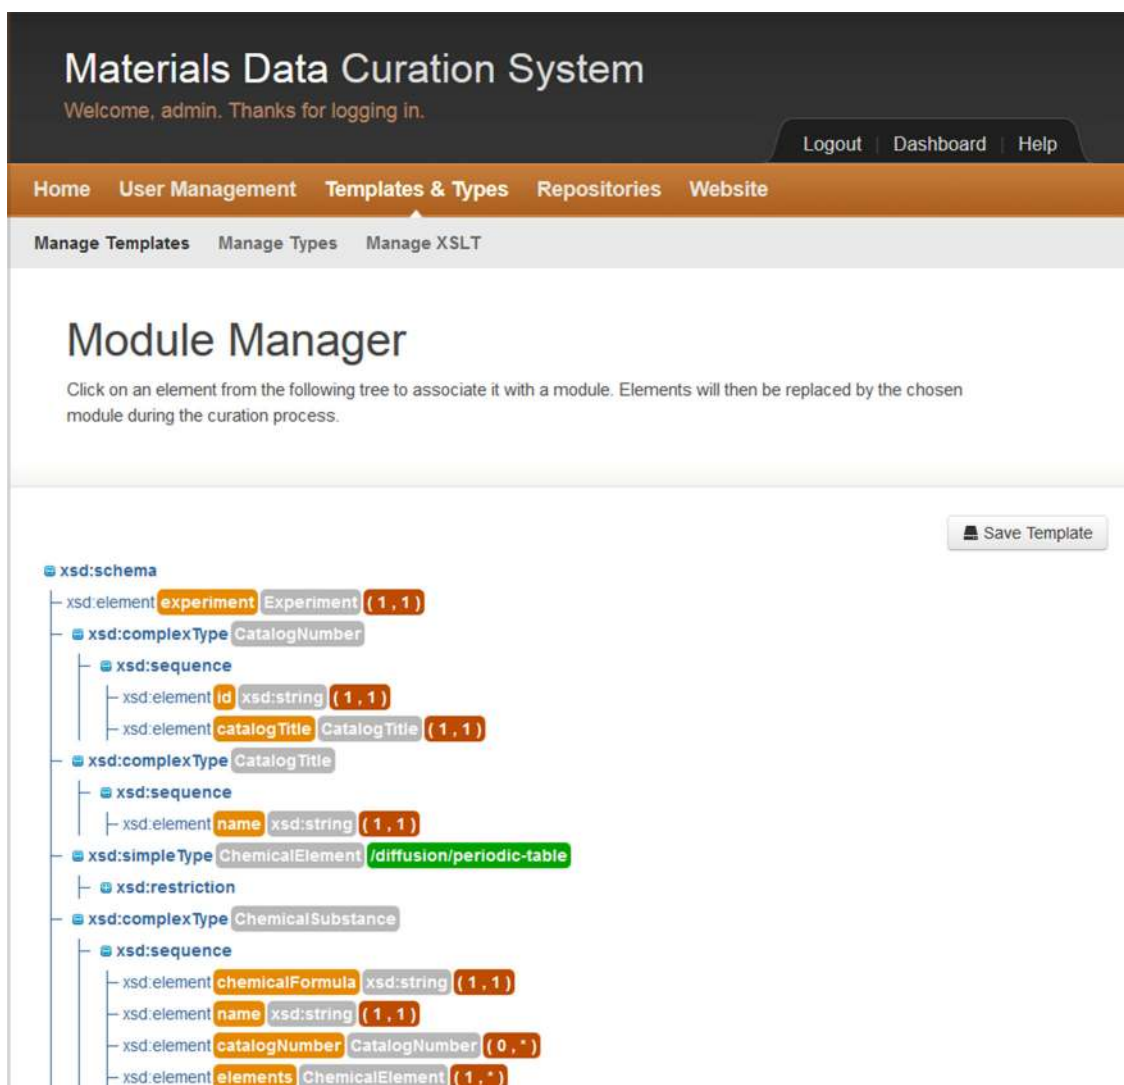 Materials Data Curation System
Welcome, admin. Thanks for logging in.
Logout | Dashboard | Help
Home User Management Templates & Types Repositories Website
Manage Templates Manage Types Manage XSLT
Module Manager
Click on an element from the following tree to associate it with a module. Elements will then be replaced by the chosen
module during the curation process.
Save Template
xsd:schema
xsd:element experiment Experiment ( 1 , 1 )
xsd:complexType CatalogNumber
xsd:sequence
xsd:element id xsd:string ( 1 , 1 )
xsd:element catalogTitle CatalogTitle ( 1 , 1 )
xsd:complexType CatalogTitle
xsd:sequence
xsd:element name xsd:string ( 1 , 1 )
xsd:simpleType ChemicalElement /diffusion/periodic-table
xsd:restriction
xsd:complexType ChemicalSubstance
xsd:sequence
xsd:element chemicalFormula xsd:string ( 1 , 1 )
xsd:element name xsd:string ( 1 , 1 )
xsd:element catalogNumber CatalogNumber ( 0 , * )
xsd:element elements ChemicalElement ( 1 , * )